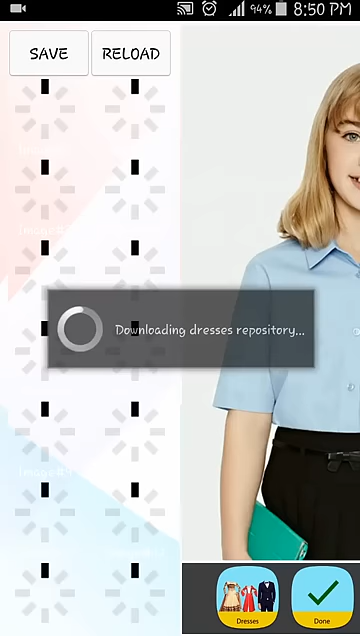 94% 8:50 PM
SAVE RELOAD
Downloading dresses repository...
Dresses Done